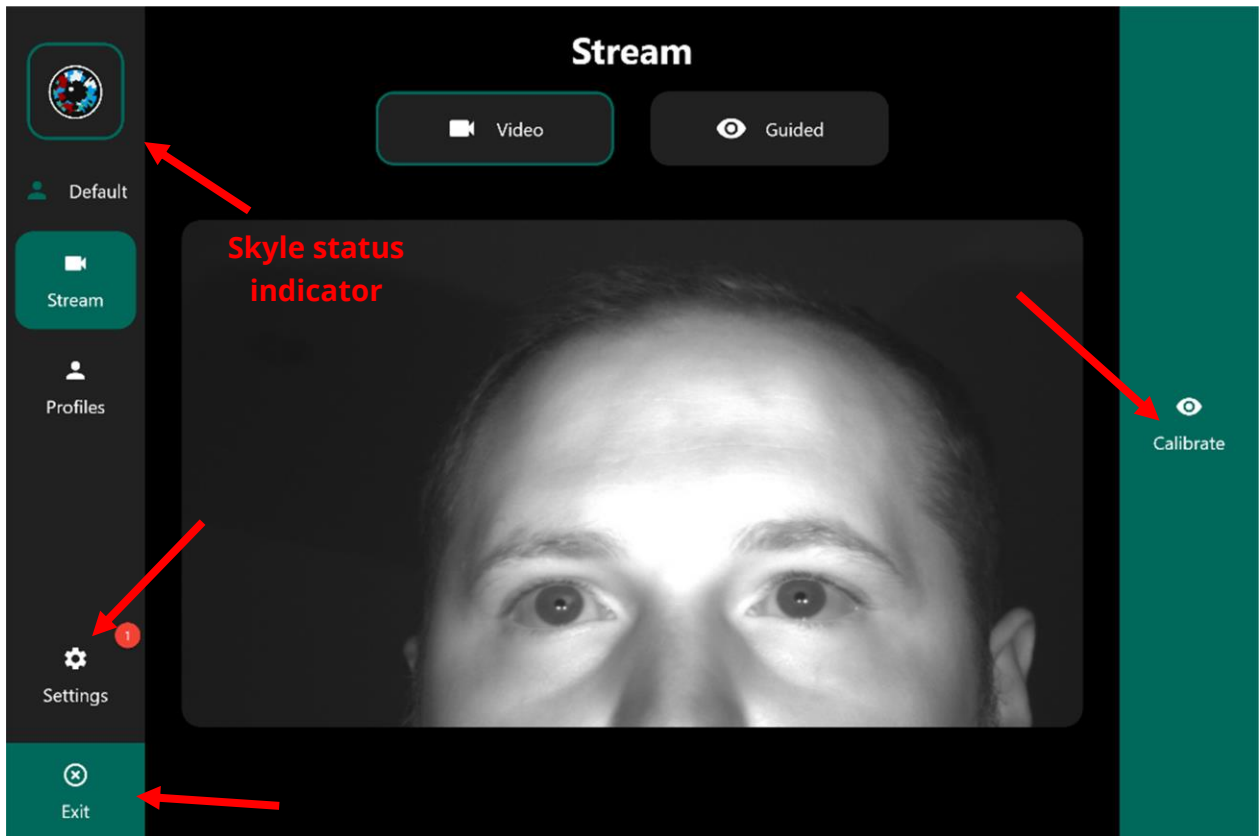 Stream
Video
Guided
Default
Skyle status
indicator
Stream
Profiles
Calibrate
1
Settings
Exit